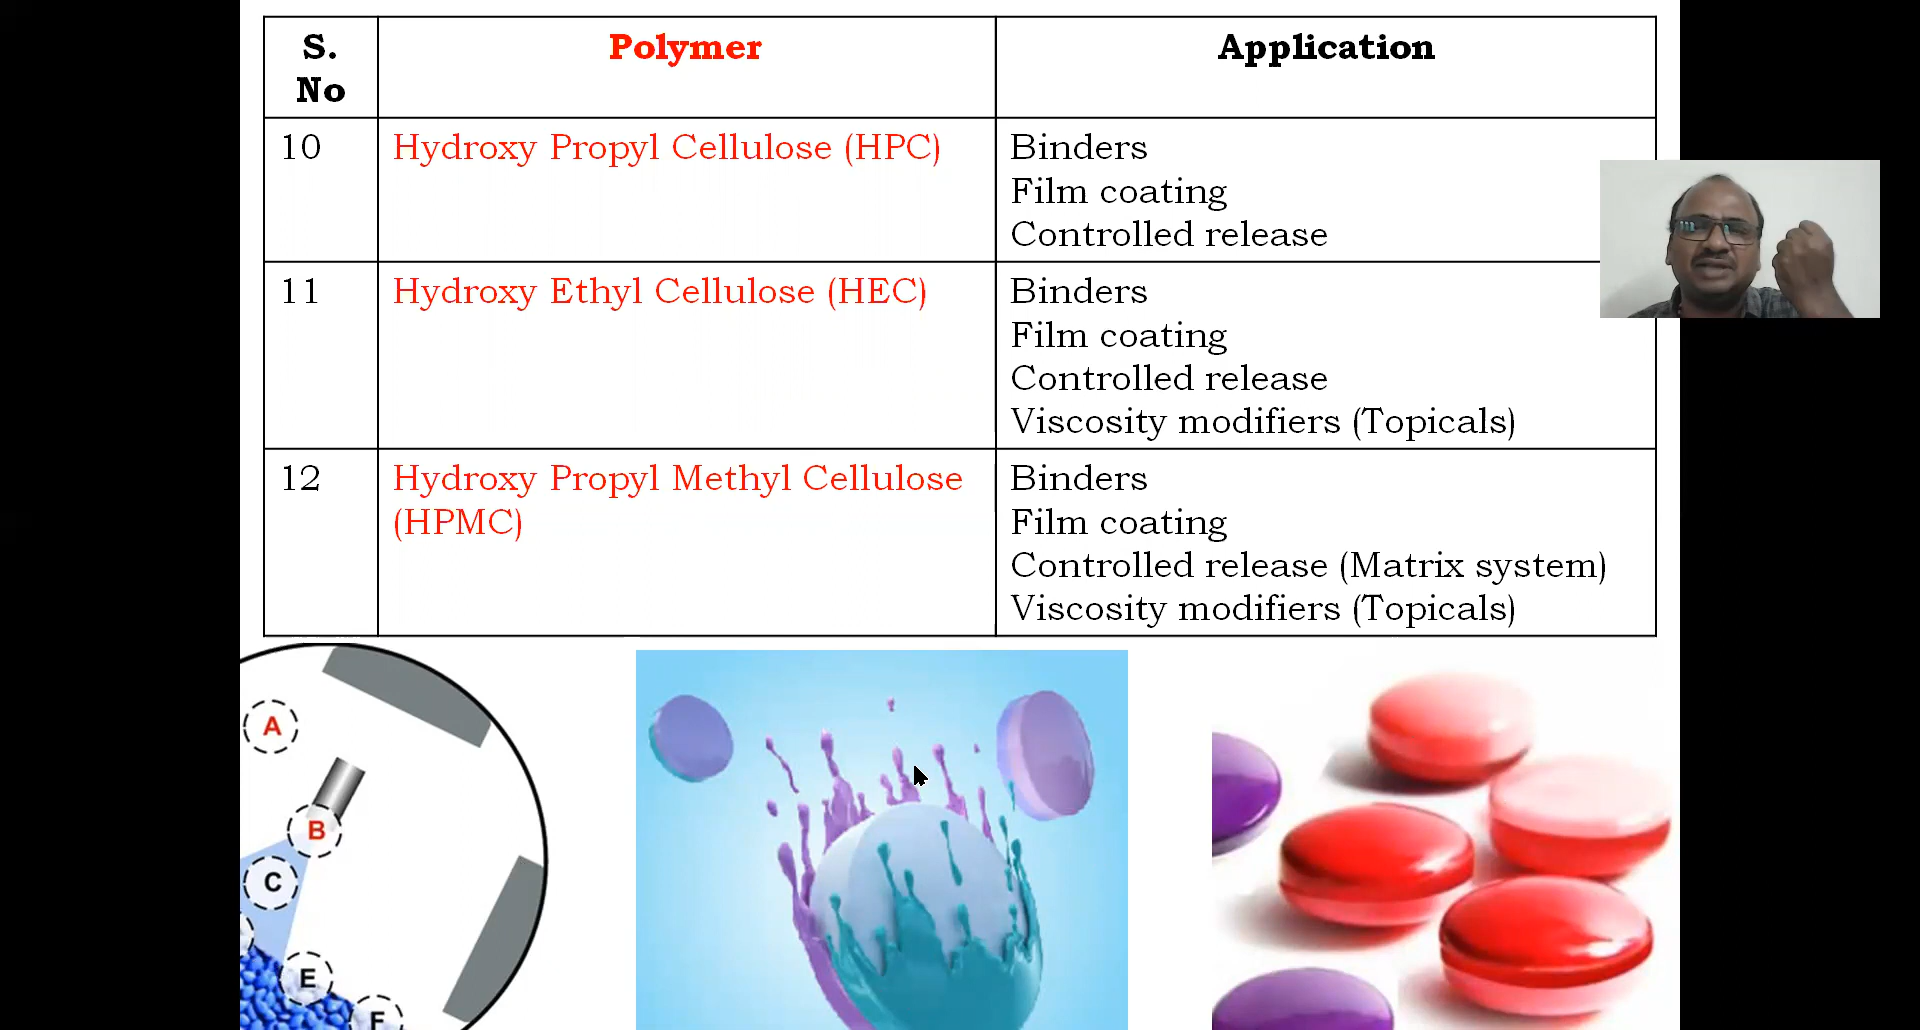 S.
No
Polymer
Application
10
Hydroxy Propyl Cellulose (HPC)
Binders
Film coating
Controlled release
11
Hydroxy Ethyl Cellulose (HEC)
Binders
Film coating
Controlled release
Viscosity modifiers (Topicals)
12
Hydroxy Propyl Methyl Cellulose
(HPMC)
Binders
Film coating
Controlled release (Matrix system)
Viscosity modifiers (Topicals)
A
B
C
E
F